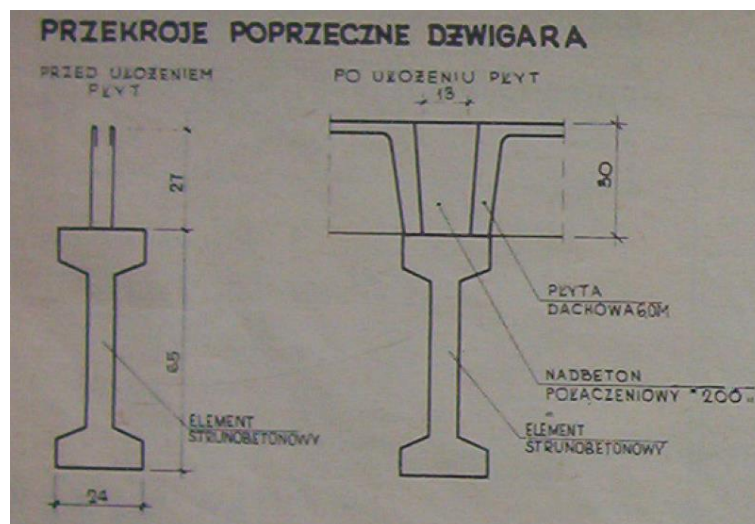 PRZEKROJE POPRZECZNE DŹWIGARA
PRZED UŁOŻENIEM
PŁYT
PO UŁOŻENIU PŁYT
13
27
30
65
24
PŁYTA
DACHOWA 6,0M
NADBETON
POŁĄCZENIOWY "200"
ELEMENT
STRUNOBETONOWY
ELEMENT
STRUNOBETONOWY